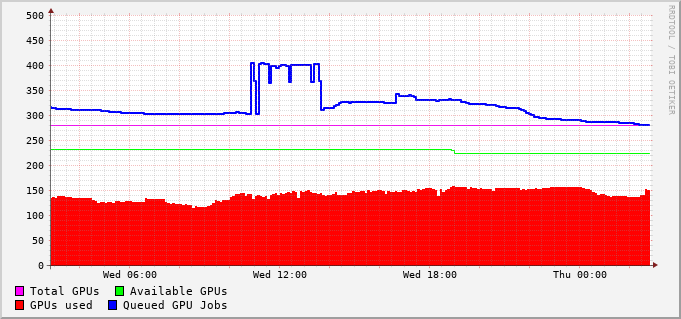 500
450
400
350
300
250
200
150
100
50
0
Wed 06:00 Wed 12:00 Wed 18:00 Thu 00:00
Total GPUs Available GPUs
GPUs used Queued GPU Jobs
RRDTOOL / TOBI OETIKER